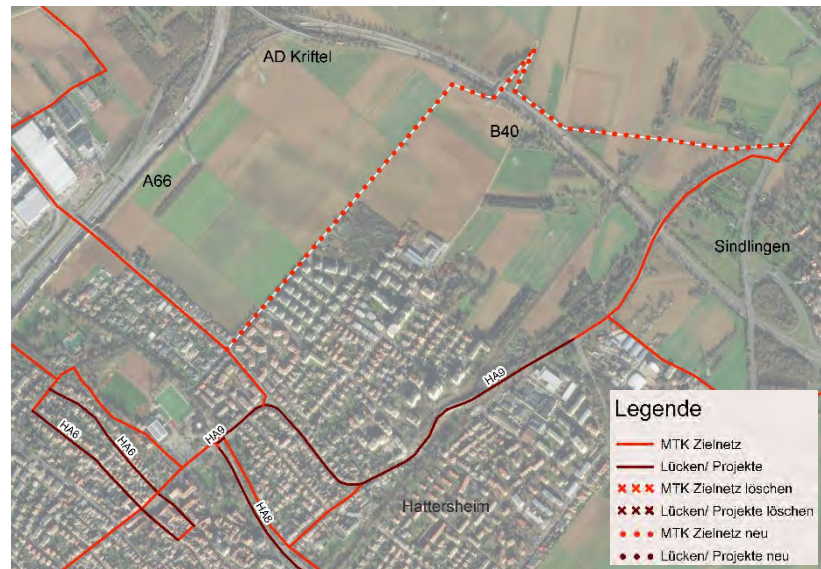 AD Kriftel
B40
A66
Sindlingen
HA9
HA9
HA6
HA6
HA8
Hattersheim
Legende
MTK Zielnetz
Lücken/ Projekte
MTK Zielnetz löschen
Lücken/ Projekte löschen
MTK Zielnetz neu
Lücken/ Projekte neu